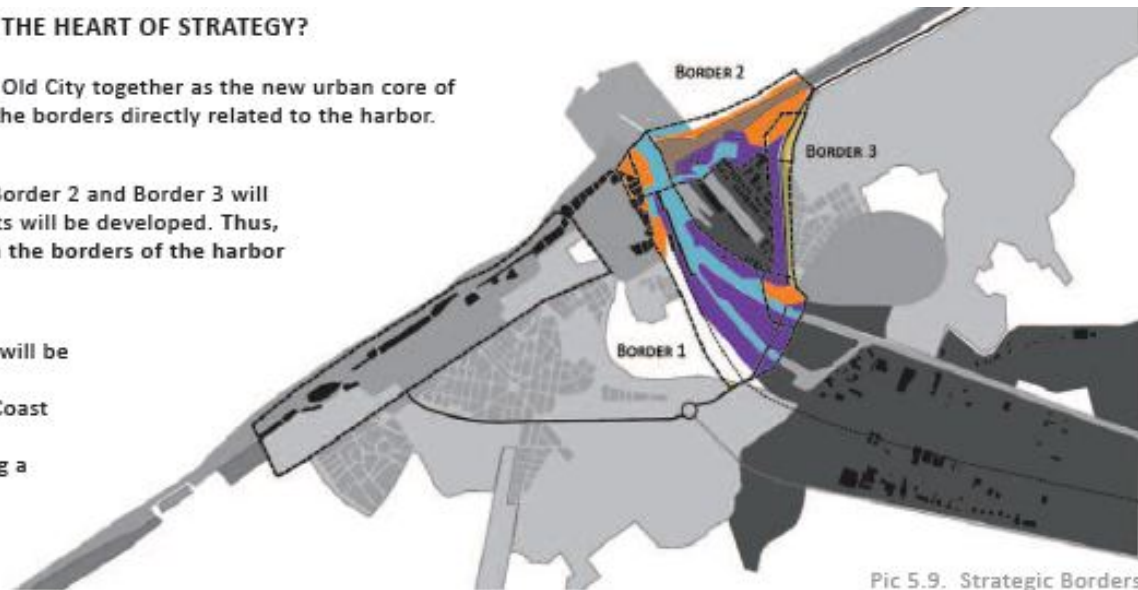 THE HEART OF STRATEGY?
Old City together as the new urban core of
he borders directly related to the harbor.
Border 2 and Border 3 will
ts will be developed. Thus,
the borders of the harbor
will be
Coast
g a
BORDER 2
BORDER 3
BORDER 1
Pic 5.9. Strategic Borders